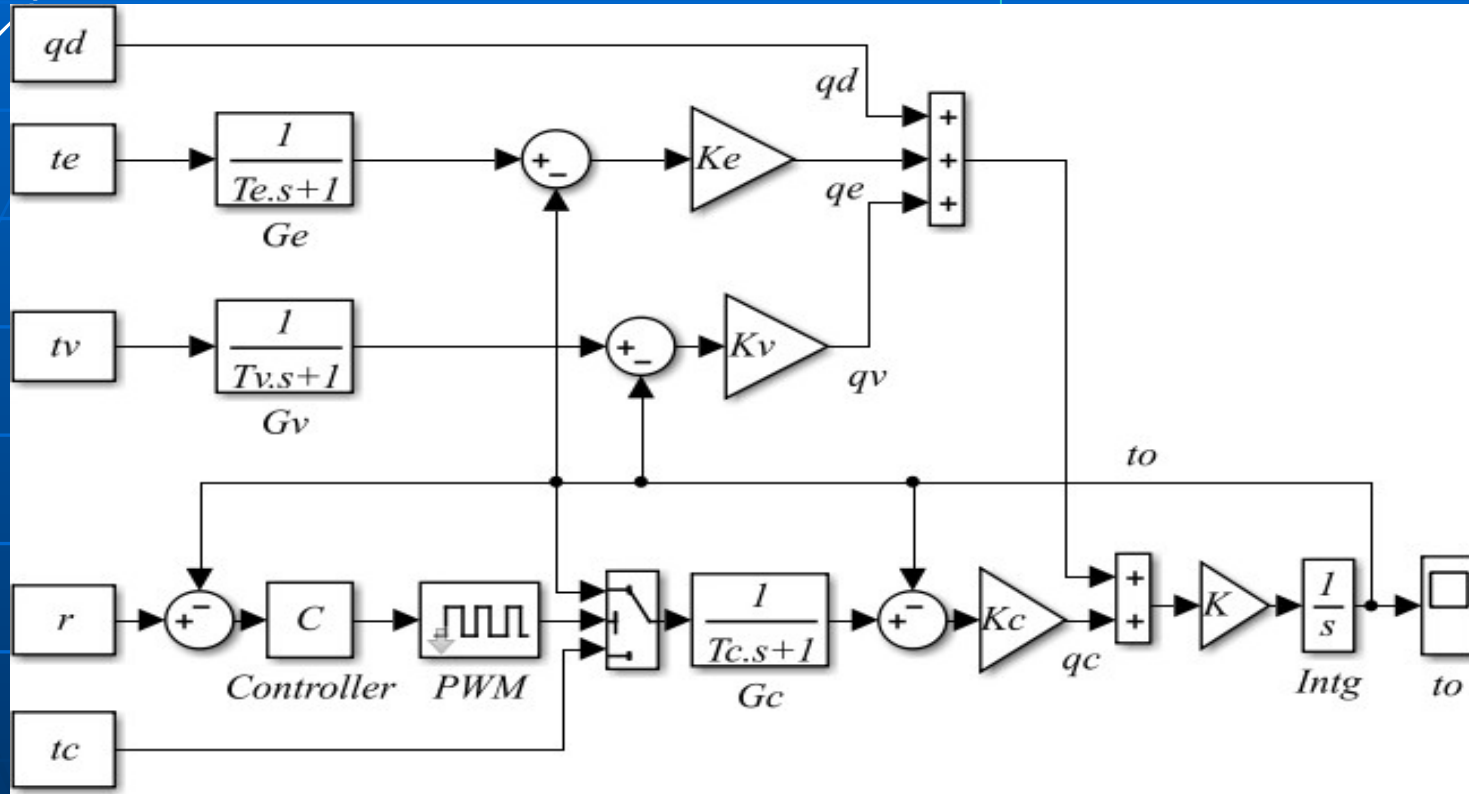 qd
qd
te
1
Te.s+1
Ge
+
-
Ke
qe
+
+
+
tv
1
Tv.s+1
Gv
+
-
Kv
qv
to
r
+
-
C
Controller
PWM
1
Tc.s+1
Gc
+
-
Kc
qc
+
+
K
1
s
Intg
to
tc